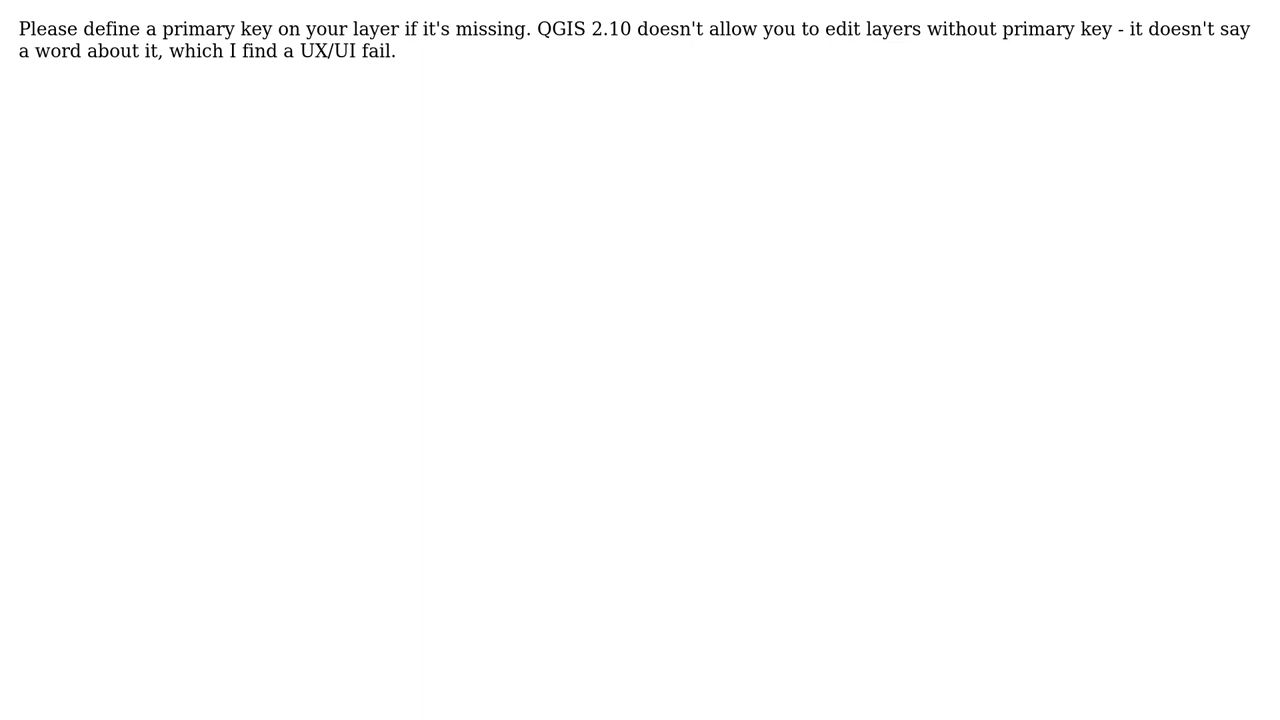 Please define a primary key on your layer if it's missing. QGIS 2.10 doesn't allow you to edit layers without primary key - it doesn't say
a word about it, which I find a UX/UI fail.